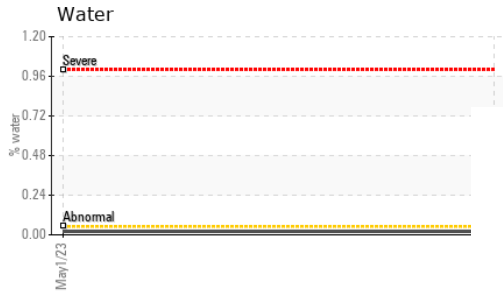 Water
1.20
Severe
0.96
0.72
% water
0.48
0.24
Abnormal
0.00
May1/23